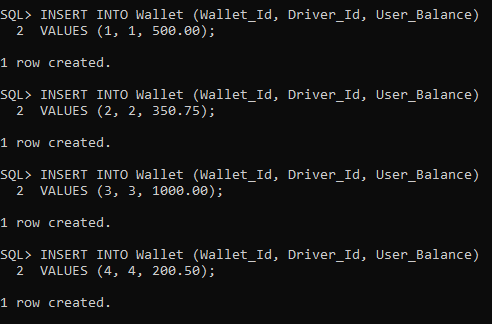 SQL> INSERT INTO Wallet (Wallet_Id, Driver_Id, User_Balance)
  2  VALUES (1, 1, 500.00);
1 row created.
SQL> INSERT INTO Wallet (Wallet_Id, Driver_Id, User_Balance)
  2  VALUES (2, 2, 350.75);
1 row created.
SQL> INSERT INTO Wallet (Wallet_Id, Driver_Id, User_Balance)
  2  VALUES (3, 3, 1000.00);
1 row created.
SQL> INSERT INTO Wallet (Wallet_Id, Driver_Id, User_Balance)
  2  VALUES (4, 4, 200.50);
1 row created.